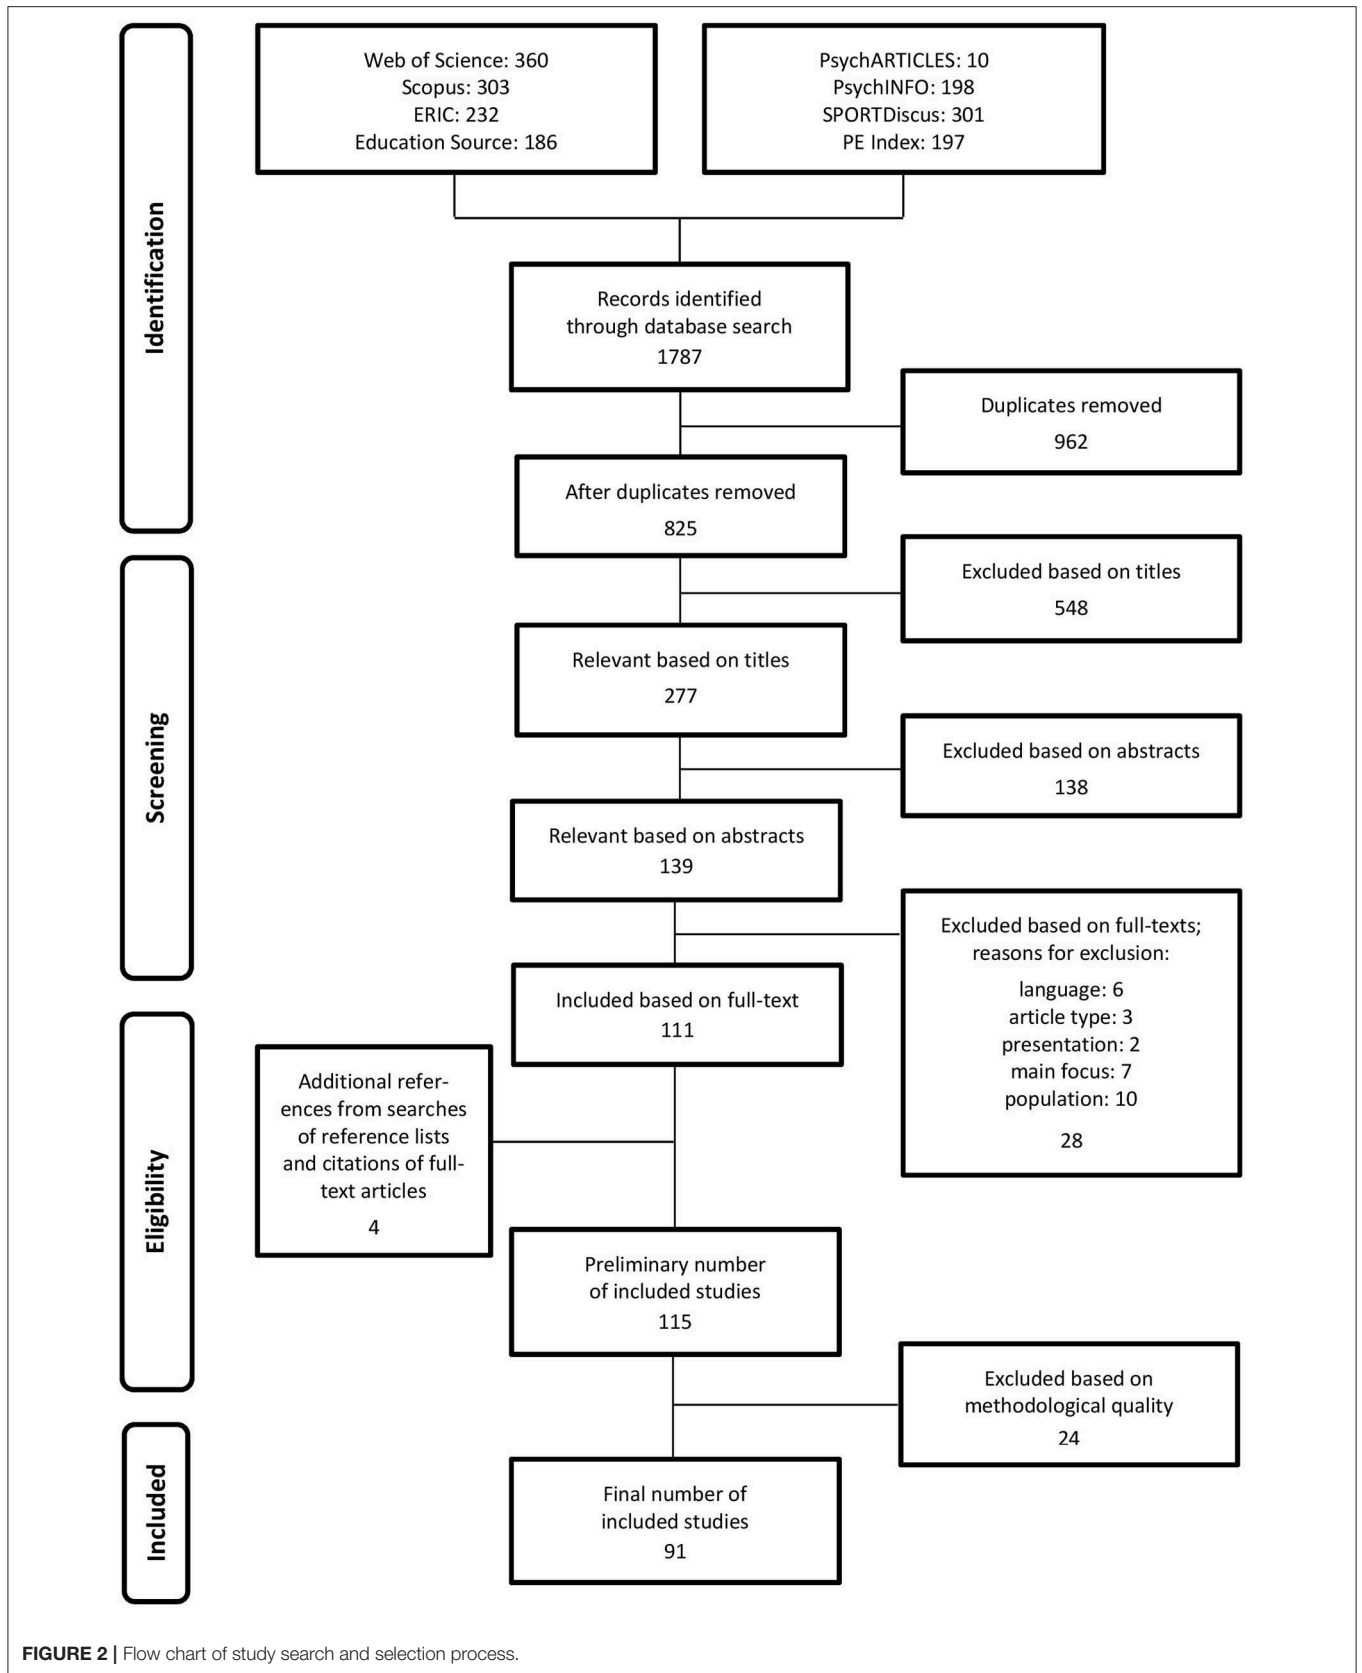 Identification
Web of Science: 360
Scopus: 303
ERIC: 232
Education Source: 186
PsychARTICLES: 10
PsychINFO: 198
SPORTDiscus: 301
PE Index: 197
Records identified
through database search
1787
Duplicates removed
962
After duplicates removed
825
Screening
Excluded based on titles
548
Relevant based on titles
277
Excluded based on abstracts
138
Relevant based on abstracts
139
Excluded based on full-texts;
reasons for exclusion:
language: 6
article type: 3
presentation: 2
main focus: 7
population: 10
28
Included based on full-text
111
Eligibility
Additional refer-
ences from searches
of reference lists
and citations of full-
text articles
4
Preliminary number
of included studies
115
Excluded based on
methodological quality
24
Included
Final number of
included studies
91
FIGURE 2 | Flow chart of study search and selection process.